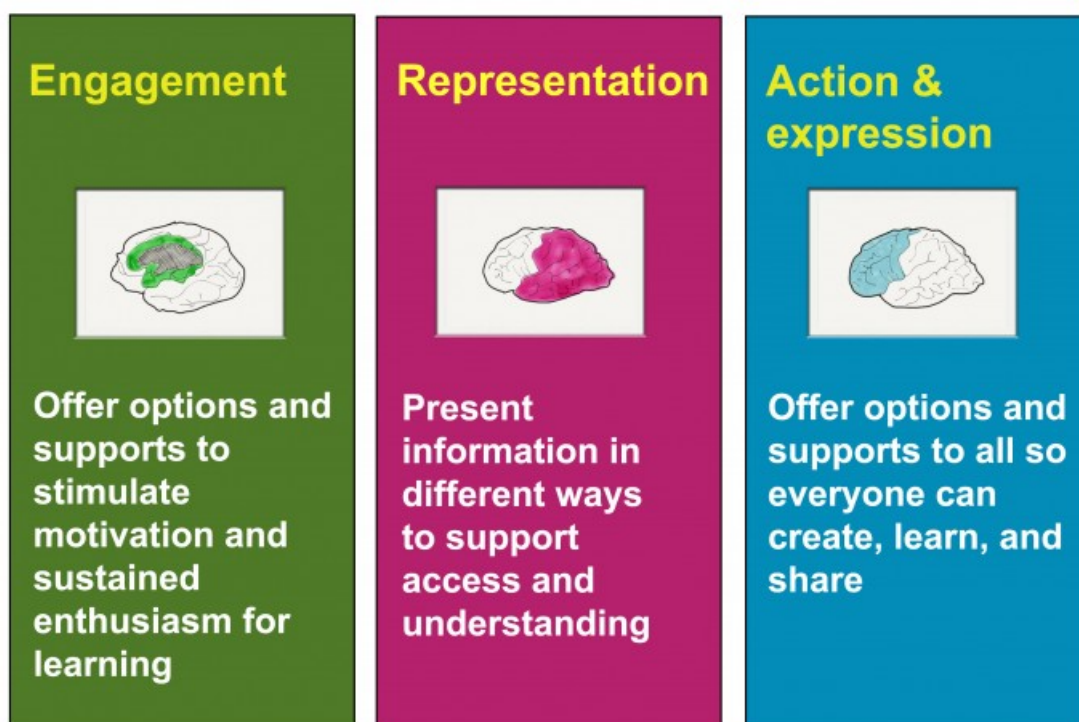 Engagement
Offer options and
supports to
stimulate
motivation and
sustained
enthusiasm for
learning
Representation
Present
information in
different ways
to support
access and
understanding
Action &
expression
Offer options and
supports to all so
everyone can
create, learn, and
share